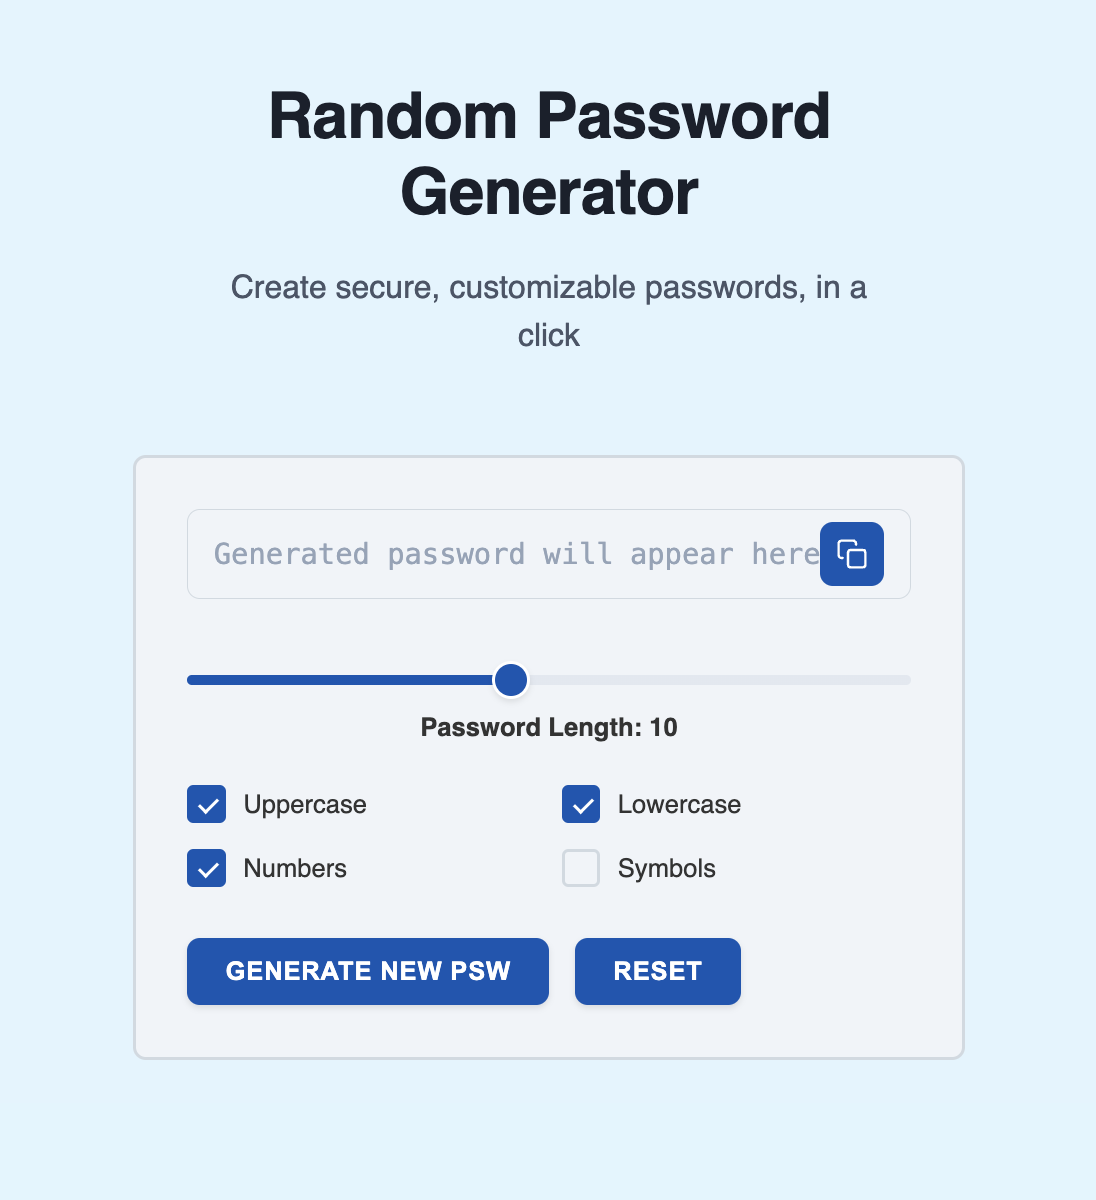 Random Password
Generator
Create secure, customizable passwords, in a
click
Generated password will appear here
Password Length: 10
Uppercase
Lowercase
Numbers
Symbols
GENERATE NEW PSW
RESET